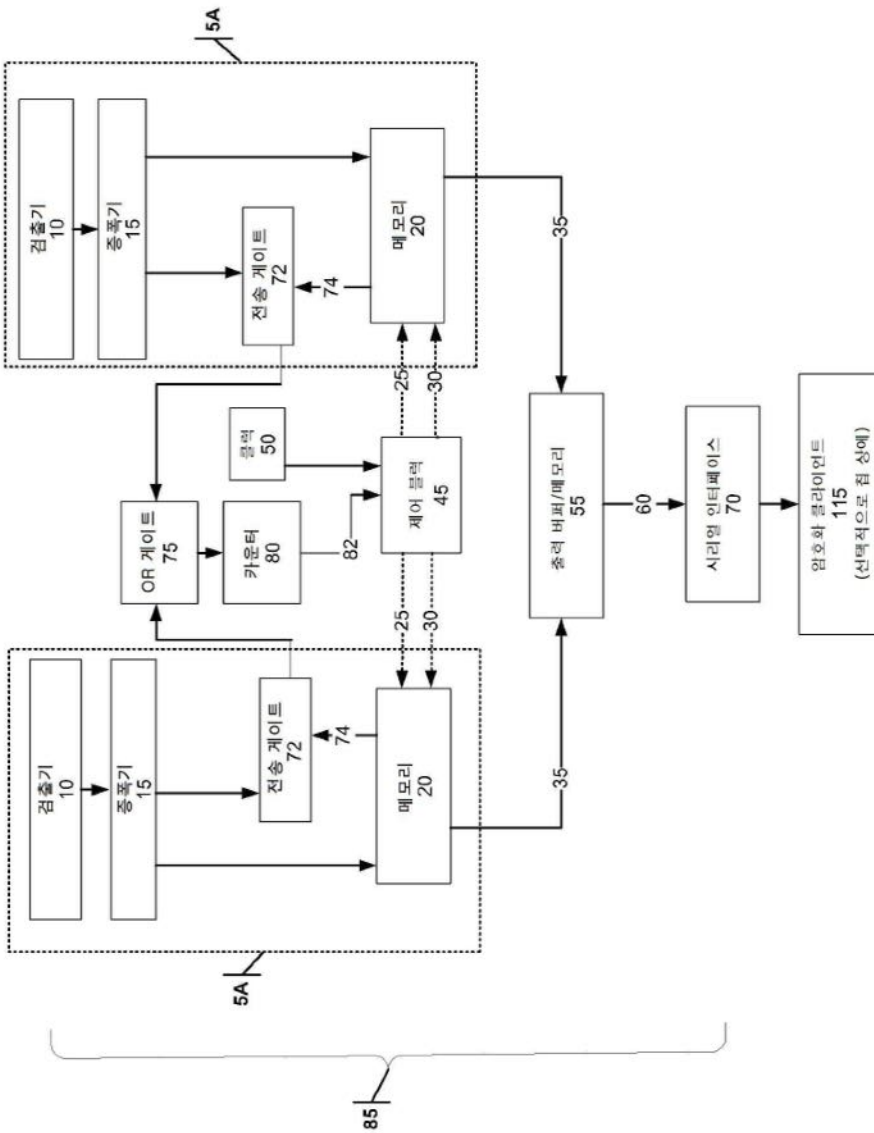 5A
검출기
10
증폭기
15
전송 게이트
72
74
메모리
20
35
OR 게이트
75
카운터
80
82
클럭
50
제어 블럭
45
25
30
25
30
5A
검출기
10
증폭기
15
전송 게이트
72
74
메모리
20
35
출력 버퍼/메모리
55
60
시리얼 인터페이스
70
암호화 클라이언트
115
(선택적으로 칩 상에)
85